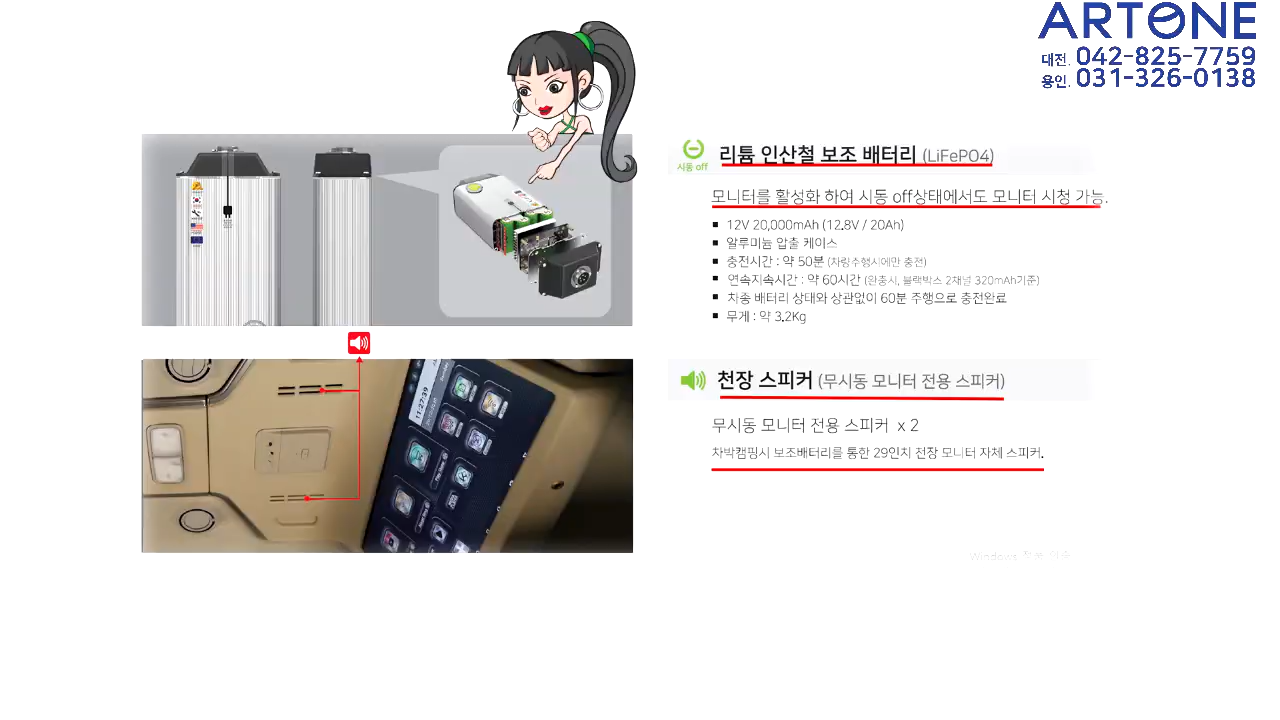 ARTONE
대전. 042-825-7759
용인. 031-326-0138
시동 off
리튬 인산철 보조 배터리 (LiFePO4)
모니터를 활성화 하여 시동 off상태에서도 모니터 시청 가능.
■ 12V 20,000mAh (12.8V / 20Ah)
■ 알루미늄 압출 케이스
■ 충전시간 : 약 50분 (차량주행시에만 충전)
■ 연속지속시간 : 약 60시간 (완충시, 블랙박스 2채널 320mAh기준)
■ 차종 배터리 상태와 상관없이 60분 주행으로 충전완료
■ 무게 : 약 3.2Kg
천장 스피커 (무시동 모니터 전용 스피커)
무시동 모니터 전용 스피커 x 2
차박캠핑시 보조배터리를 통한 29인치 천장 모니터 자체 스피커.
11:27:39
Windows